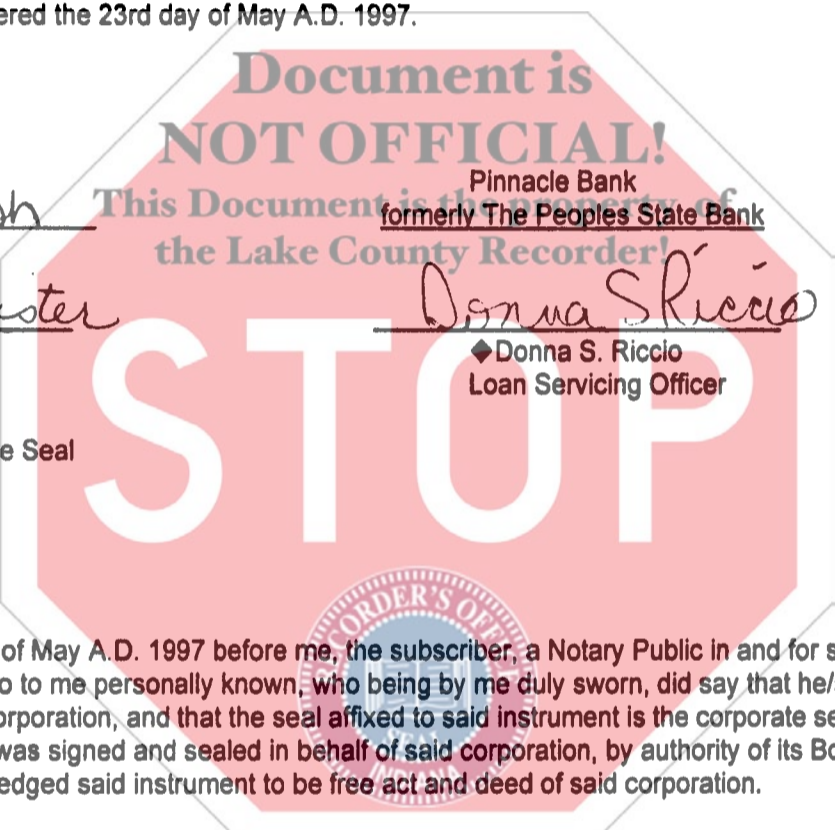 ered the 23rd day of May A.D. 1997.
Document is
NOT OFFICIAL!
Pinnacle Bank
This Document is the property of
formerly The Peoples State Bank
the Lake County Recorder!
ster
Donna S Riccio
STOP
◆Donna S. Riccio
Loan Servicing Officer
e Seal
RECORDER'S OFFICE
of May A.D. 1997 before me, the subscriber, a Notary Public in and for s
o to me personally known, who being by me duly sworn, did say that he/
orporation, and that the seal affixed to said instrument is the corporate se
was signed and sealed in behalf of said corporation, by authority of its Bo
SEAL
INDIANA
edged said instrument to be free act and deed of said corporation.